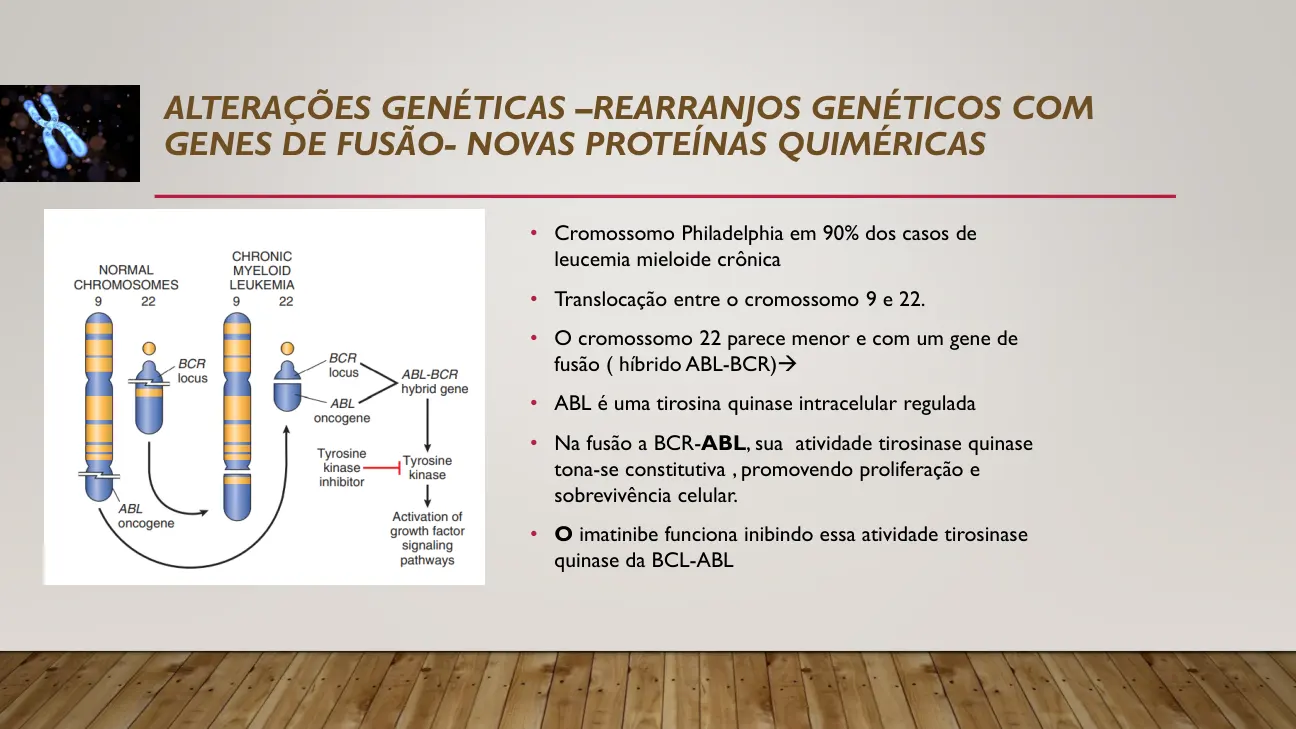 ALTERAÇÕES GENÉTICAS –REARRANJOS GENÉTICOS COM
GENES DE FUSÃO- NOVAS PROTEÍNAS QUIMÉRICAS
NORMAL
CHROMOSOMES
9 22
CHRONIC
MYELOID
LEUKEMIA
9 22
BCR
locus
ABL
oncogene
BCR
locus
ABL
oncogene
ABL-BCR
hybrid gene
Tyrosine
kinase
inhibitor
Tyrosine
kinase
Activation of
growth factor
signaling
pathways
• Cromossomo Philadelphia em 90% dos casos de
leucemia mieloide crônica
• Translocação entre o cromossomo 9 e 22.
• O cromossomo 22 parece menor e com um gene de
fusão ( híbrido ABL-BCR)→
• ABL é uma tirosina quinase intracelular regulada
• Na fusão a BCR-ABL, sua atividade tirosinase quinase
tona-se constitutiva , promovendo proliferação e
sobrevivência celular.
• O imatinibe funciona inibindo essa atividade tirosinase
quinase da BCL-ABL